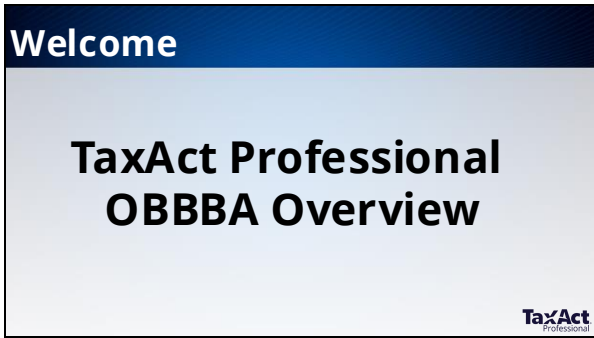 Welcome
TaxAct Professional
OBBBA Overview
TaxAct
Professional